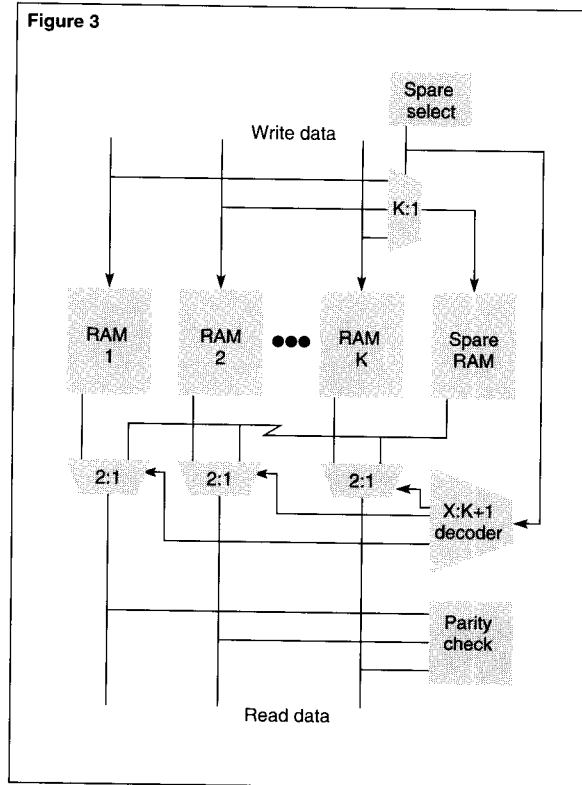 Figure 3
Spare
select
Write data
K:1
RAM
1
RAM
2
RAM
K
Spare
RAM
2:1
2:1
2:1
X:K+1
decoder
Parity
check
Read data